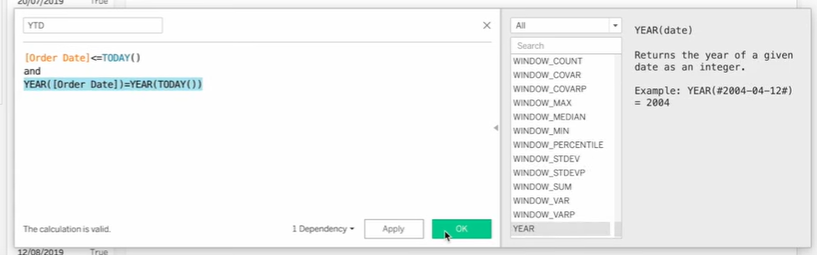 20/07/2019 True
YTD
[Order Date]<=TODAY()
and
YEAR([Order Date])=YEAR(TODAY())
The calculation is valid.
1 Dependency
Apply
OK
All
Search
WINDOW_COUNT
WINDOW_COVAR
WINDOW_COVARP
WINDOW_MAX
WINDOW_MEDIAN
WINDOW_MIN
WINDOW_PERCENTILE
WINDOW_STDEV
WINDOW_STDEVP
WINDOW_SUM
WINDOW_VAR
WINDOW_VARP
YEAR
YEAR(date)
Returns the year of a given
date as an integer.
Example: YEAR(#2004-04-12#)
= 2004
12/08/2019 True